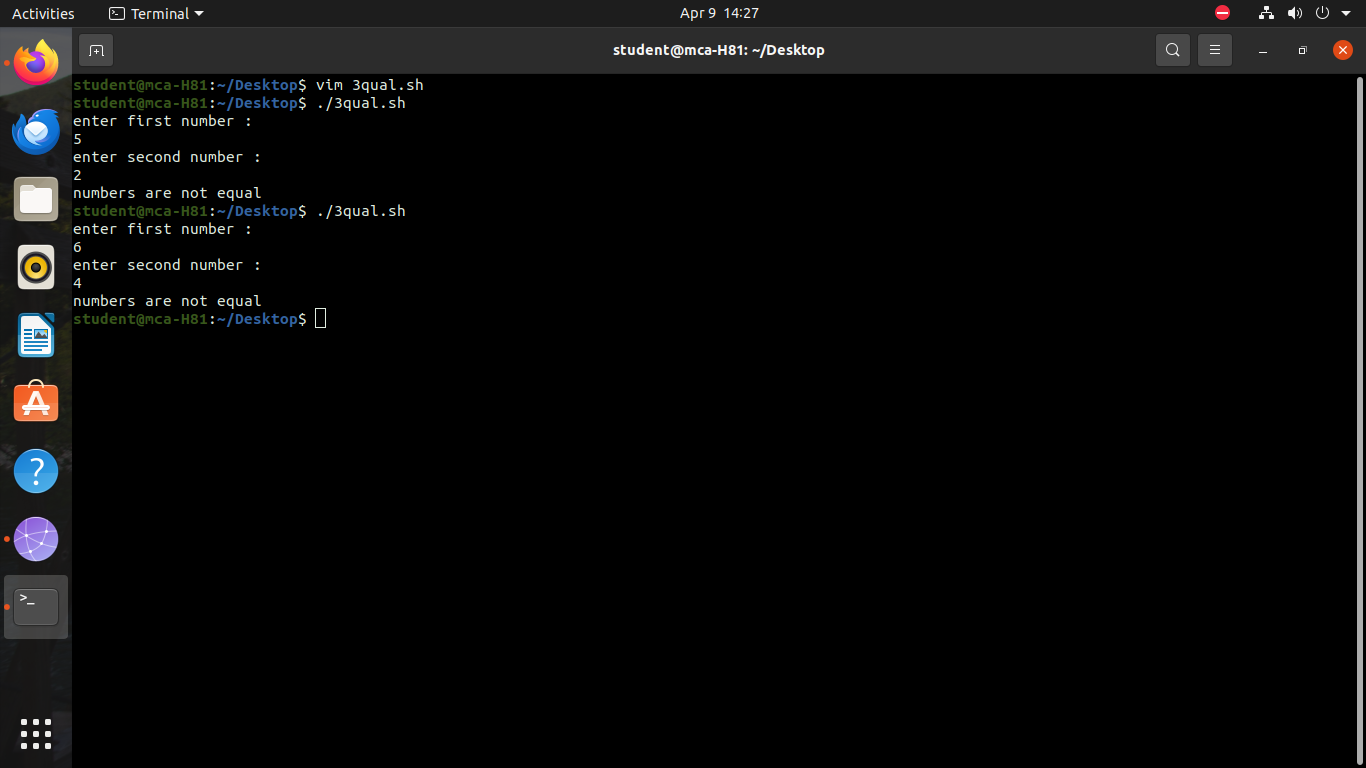 Activities
Terminal
Apr 9 14:27
student@mca-H81: ~/Desktop
student@mca-H81:~/Desktop$ vim 3qual.sh
student@mca-H81:~/Desktop$ ./3qual.sh
enter first number :
5
enter second number :
2
numbers are not equal
student@mca-H81:~/Desktop$ ./3qual.sh
enter first number :
6
enter second number :
4
numbers are not equal
student@mca-H81:~/Desktop$